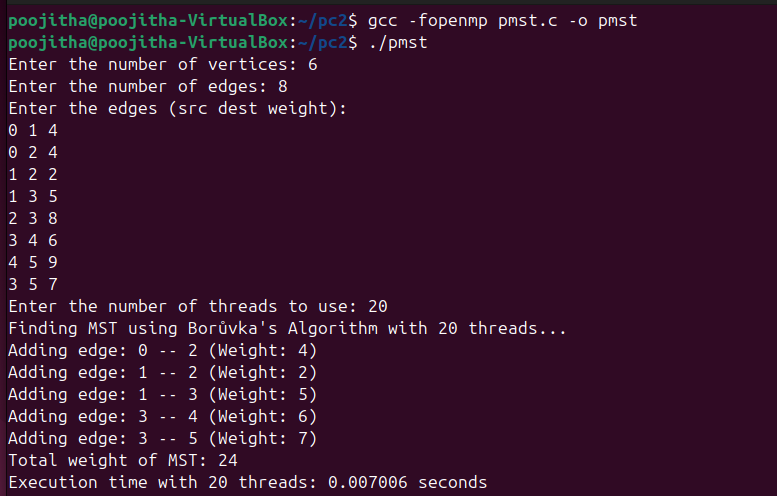 poojitha@poojitha-VirtualBox:~/pc2$ gcc -fopenmp pmst.c -o pmst
poojitha@poojitha-VirtualBox:~/pc2$ ./pmst
Enter the number of vertices: 6
Enter the number of edges: 8
Enter the edges (src dest weight):
0 1 4
0 2 4
1 2 2
1 3 5
2 3 8
3 4 6
4 5 9
3 5 7
Enter the number of threads to use: 20
Finding MST using Borůvka's Algorithm with 20 threads...
Adding edge: 0 -- 2 (Weight: 4)
Adding edge: 1 -- 2 (Weight: 2)
Adding edge: 1 -- 3 (Weight: 5)
Adding edge: 3 -- 4 (Weight: 6)
Adding edge: 3 -- 5 (Weight: 7)
Total weight of MST: 24
Execution time with 20 threads: 0.007006 seconds